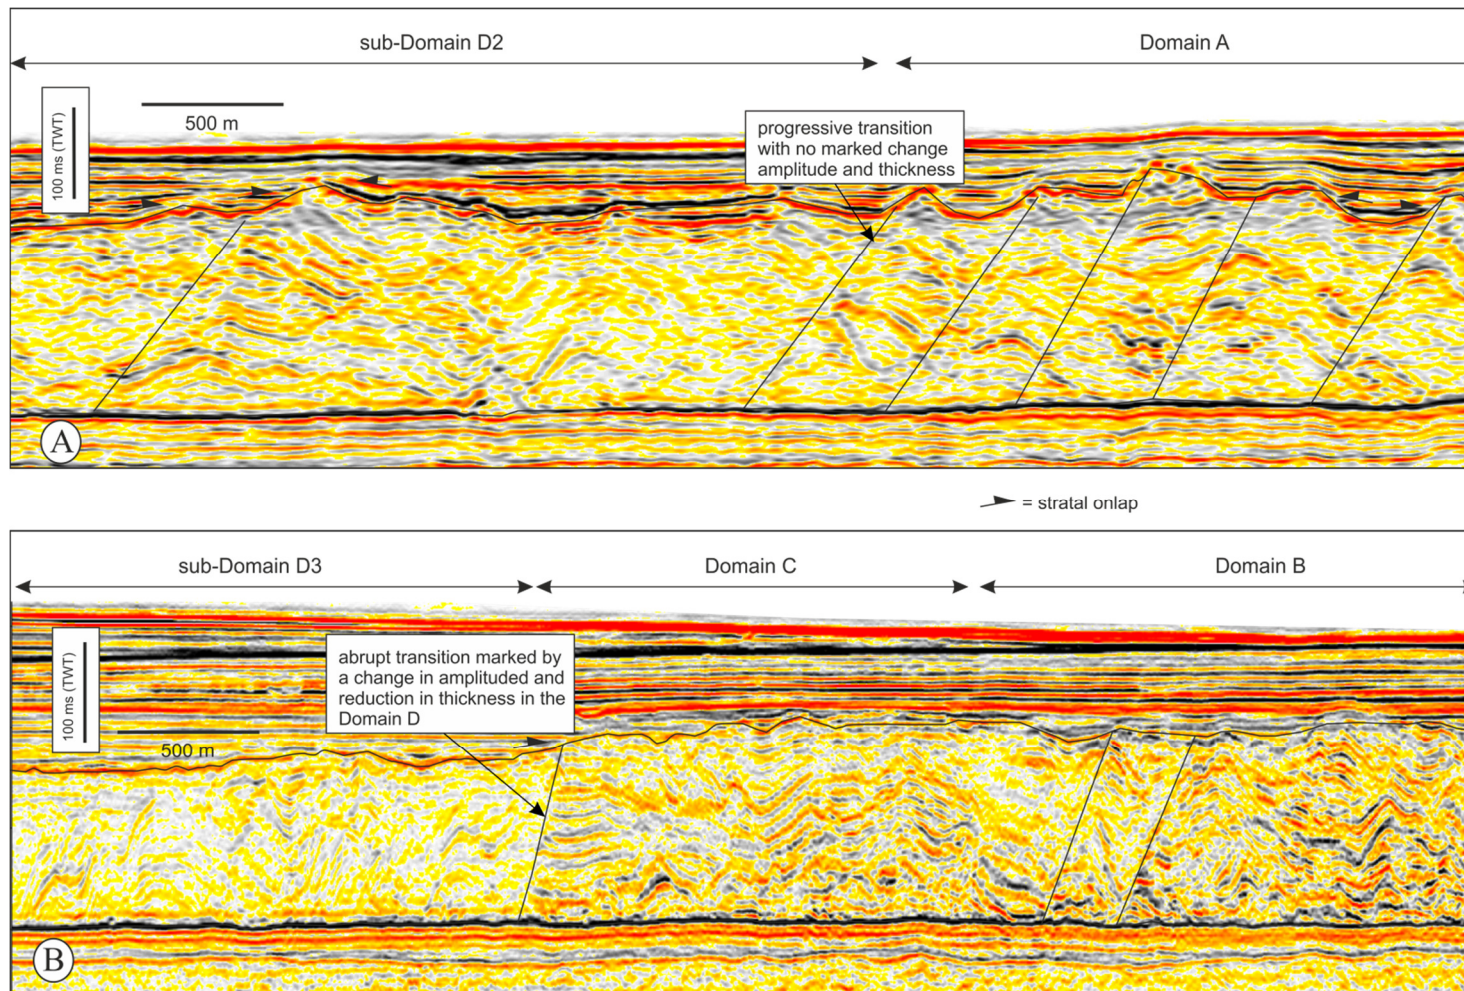 sub-Domain D2
Domain A
100 ms (TWT)
500 m
progressive transition
with no marked change
amplitude and thickness
A
= stratal onlap
sub-Domain D3
Domain C
Domain B
100 ms (TWT)
500 m
abrupt transition marked by
a change in amplituded and
reduction in thickness in the
Domain D
B